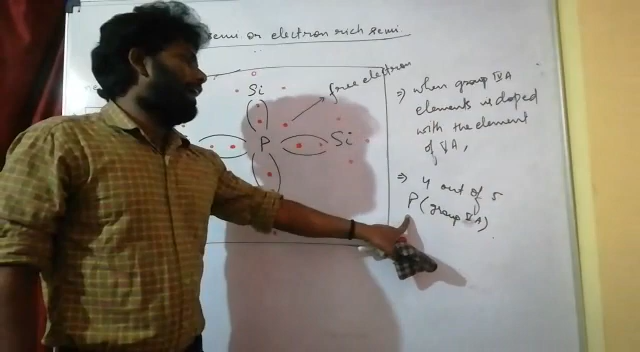 semi or electron rich semi
free electron
Si
P
Si
⇒ when group IVA
elements is doped
with the element
of VA,
⇒ 4 out of 5
P (group VA)